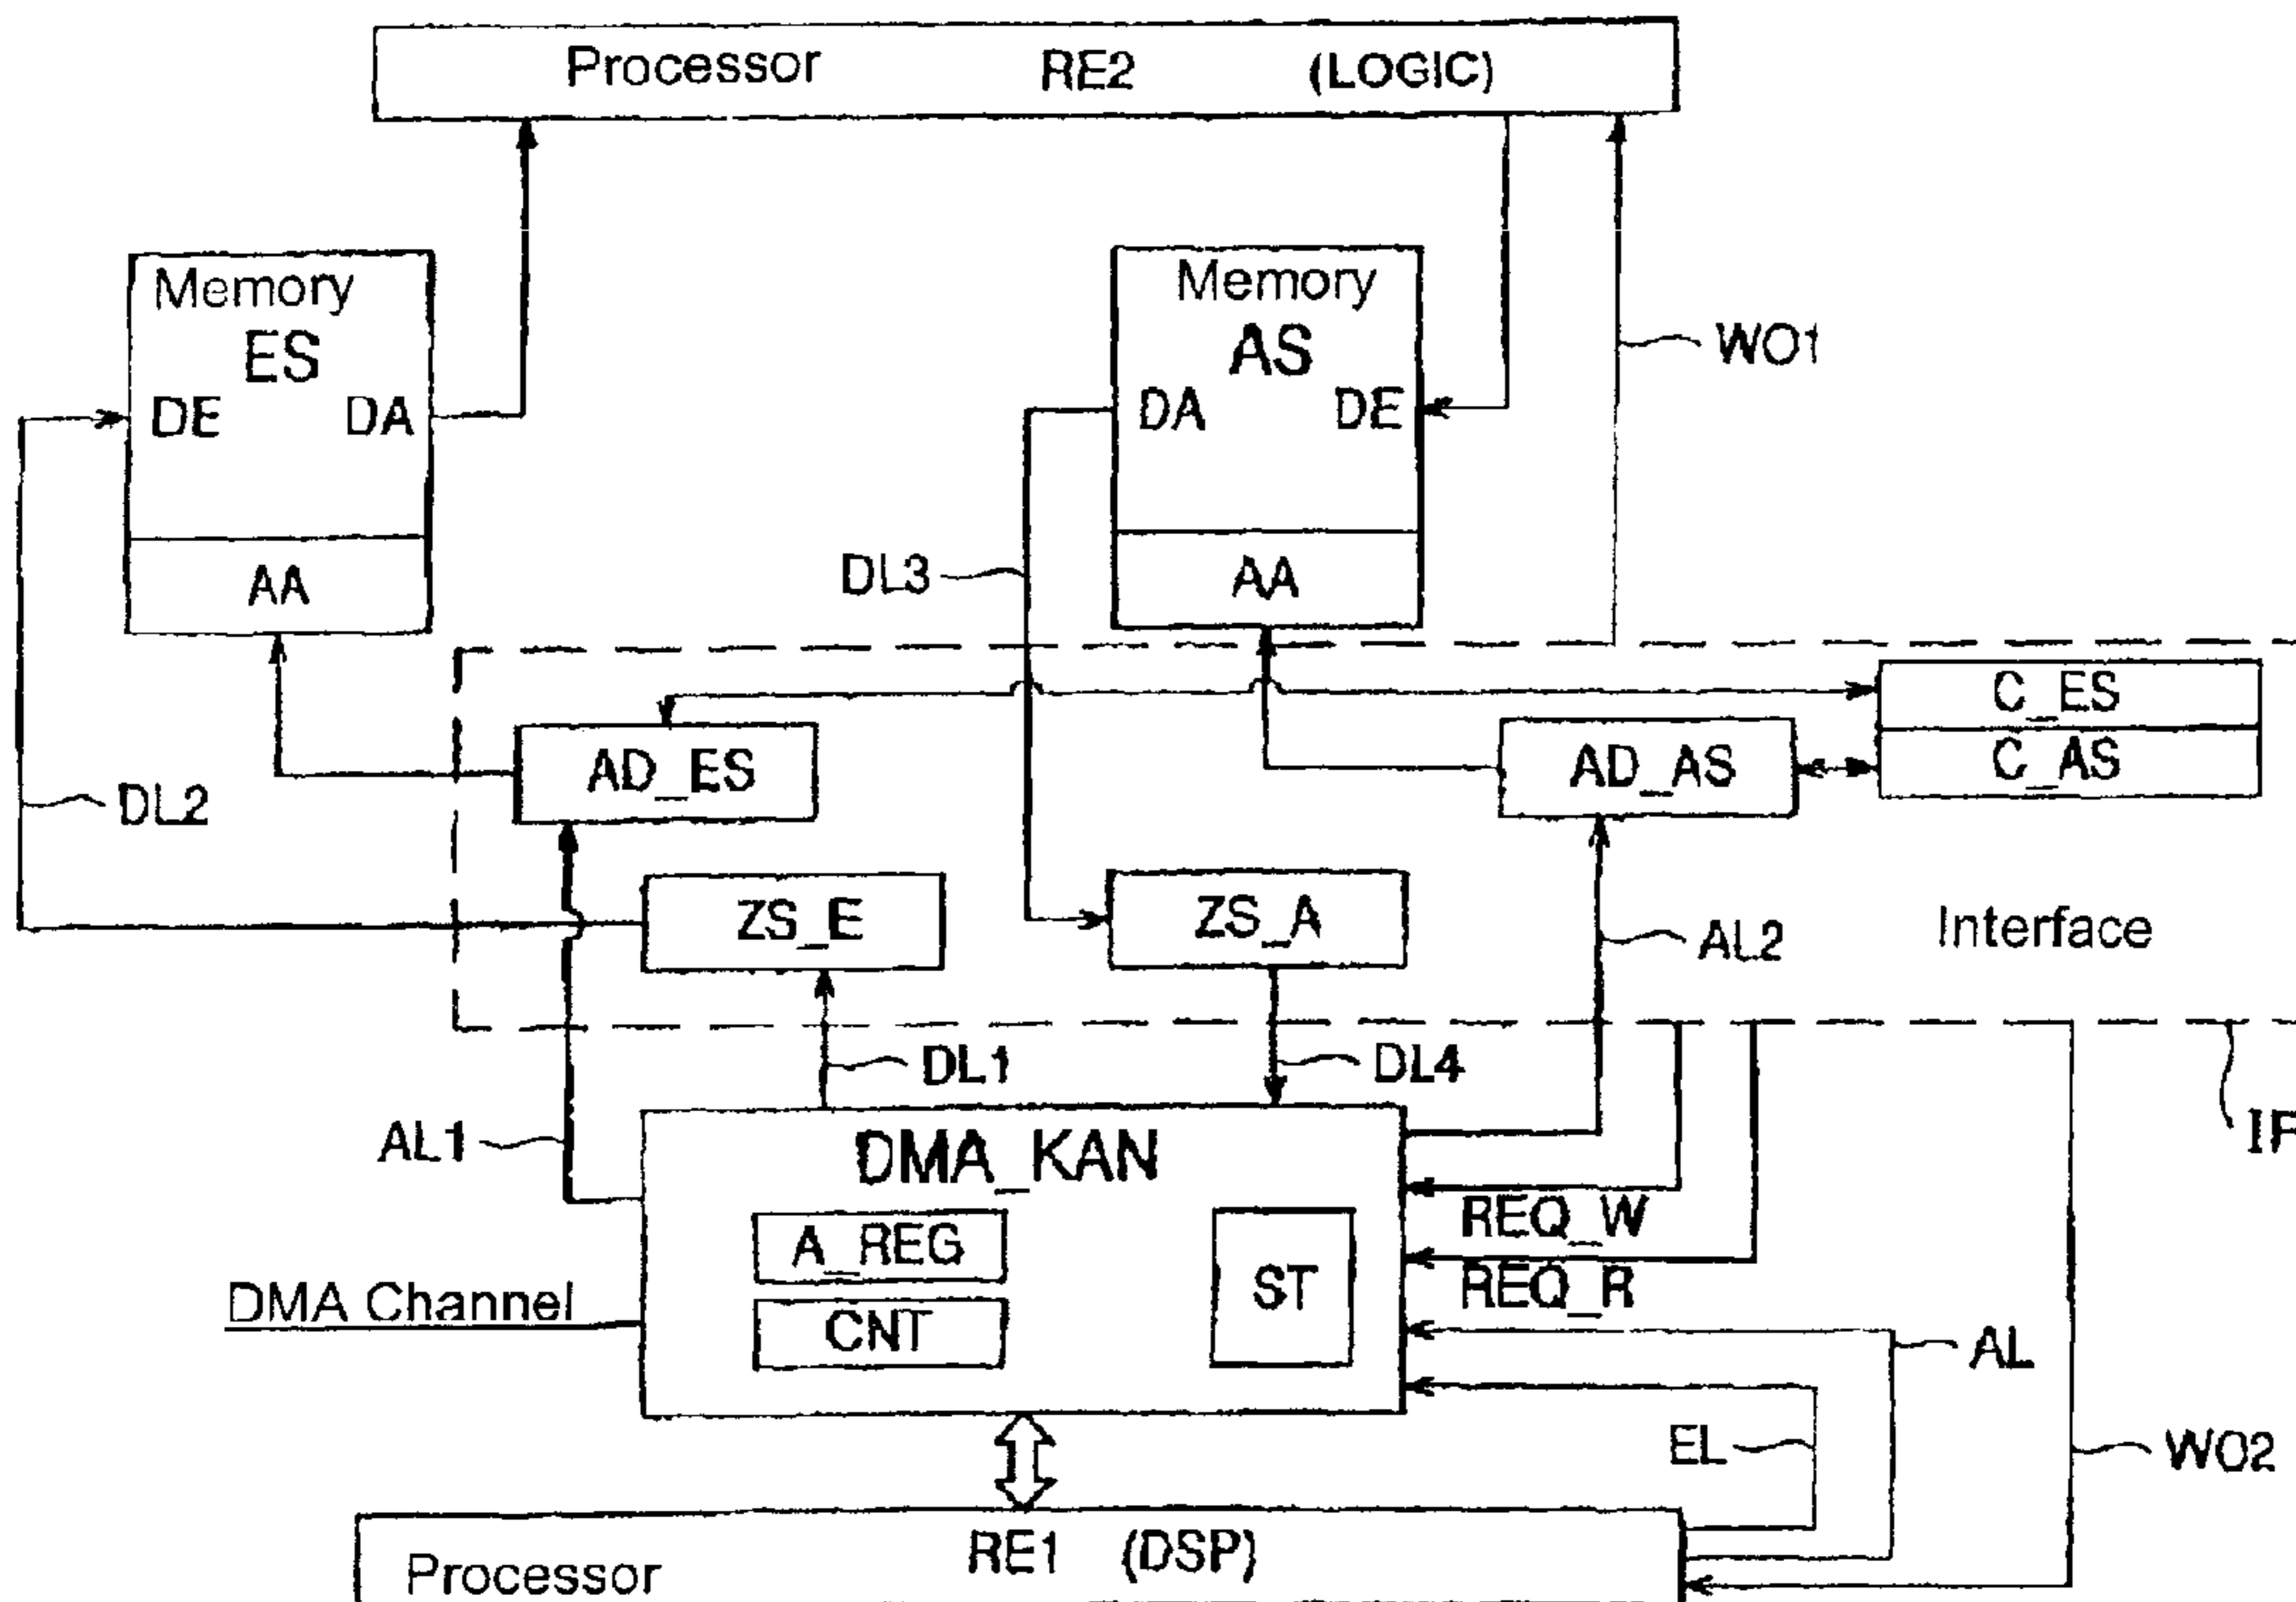 Processor RE2 (LOGIC)
Memory
ES
DE DA
AA
Memory
AS
DA DE
AA
WO1
DL3
DL2
C_ES
C_AS
AD_ES
AD_AS
ZS_E
ZS_A
AL2
Interface
DL1
DL4
IF
AL1
DMA_KAN
A_REG
CNT
ST
REQ_W
REQ_R
DMA Channel
AL
EL
WO2
Processor RE1 (DSP)